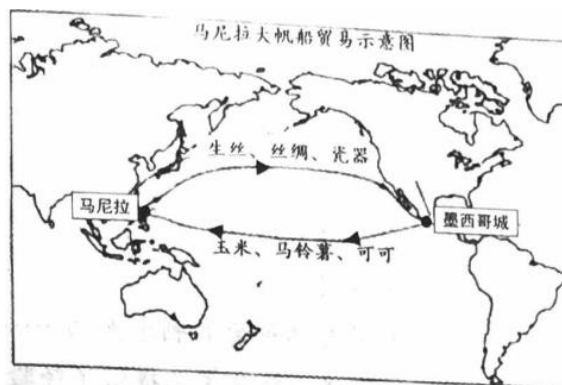 马尼拉大帆船贸易示意图
生丝、丝绸、瓷器
马尼拉
墨西哥城
玉米、马铃薯、可可